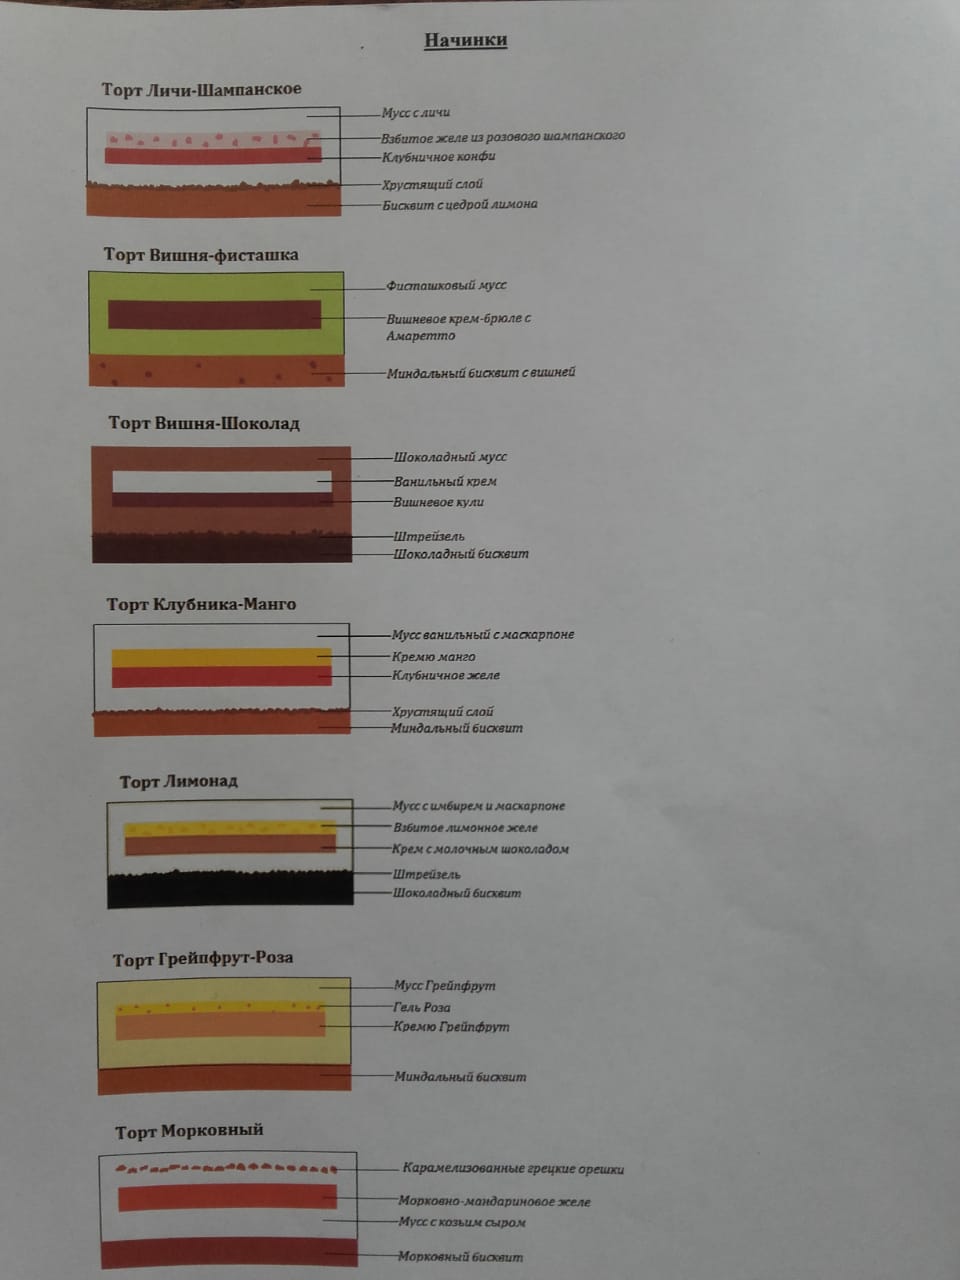 Начинки
Торт Личи-Шампанское
Мусс с личи
Взбитое желе из розового шампанского
Клубничное конфи
Хрустящий слой
Бисквит с цедрой лимона
Торт Вишня-фисташка
Фисташковый мусс
Вишневое крем-брюле с
Амаретто
Миндальный бисквит с вишней
Торт Вишня-Шоколад
Шоколадный мусс
Ванильный крем
Вишневое кули
Штрейзель
Шоколадный бисквит
Торт Клубника-Манго
Мусс ванильный с маскарпоне
Кремю манго
Клубничное желе
Хрустящий слой
Миндальный бисквит
Торт Лимонад
Мусс с имбирем и маскарпоне
Взбитое лимонное желе
Крем с молочным шоколадом
Штрейзель
Шоколадный бисквит
Торт Грейпфрут-Роза
Мусс Грейпфрут
Гель Роза
Кремю Грейпфрут
Миндальный бисквит
Торт Морковный
Карамелизованные грецкие орешки
Морковно-мандариновое желе
Мусс с козьим сыром
Морковный бисквит